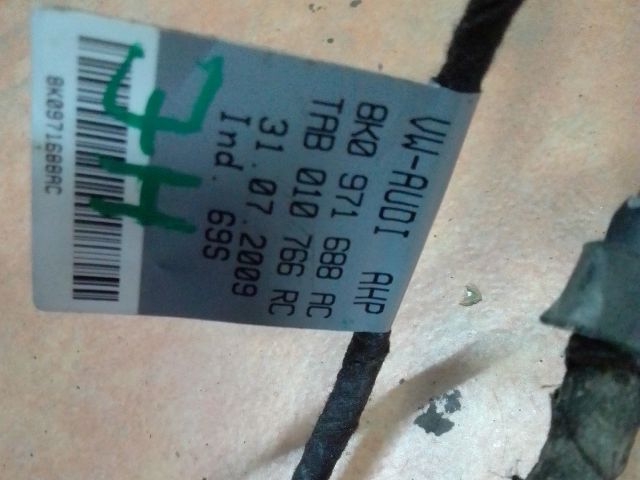 VW-AUDI AHP
8K0 971 688 AC
TAB 010 766 RC
31.07.2009
Ind. 69S
8K0971688AC